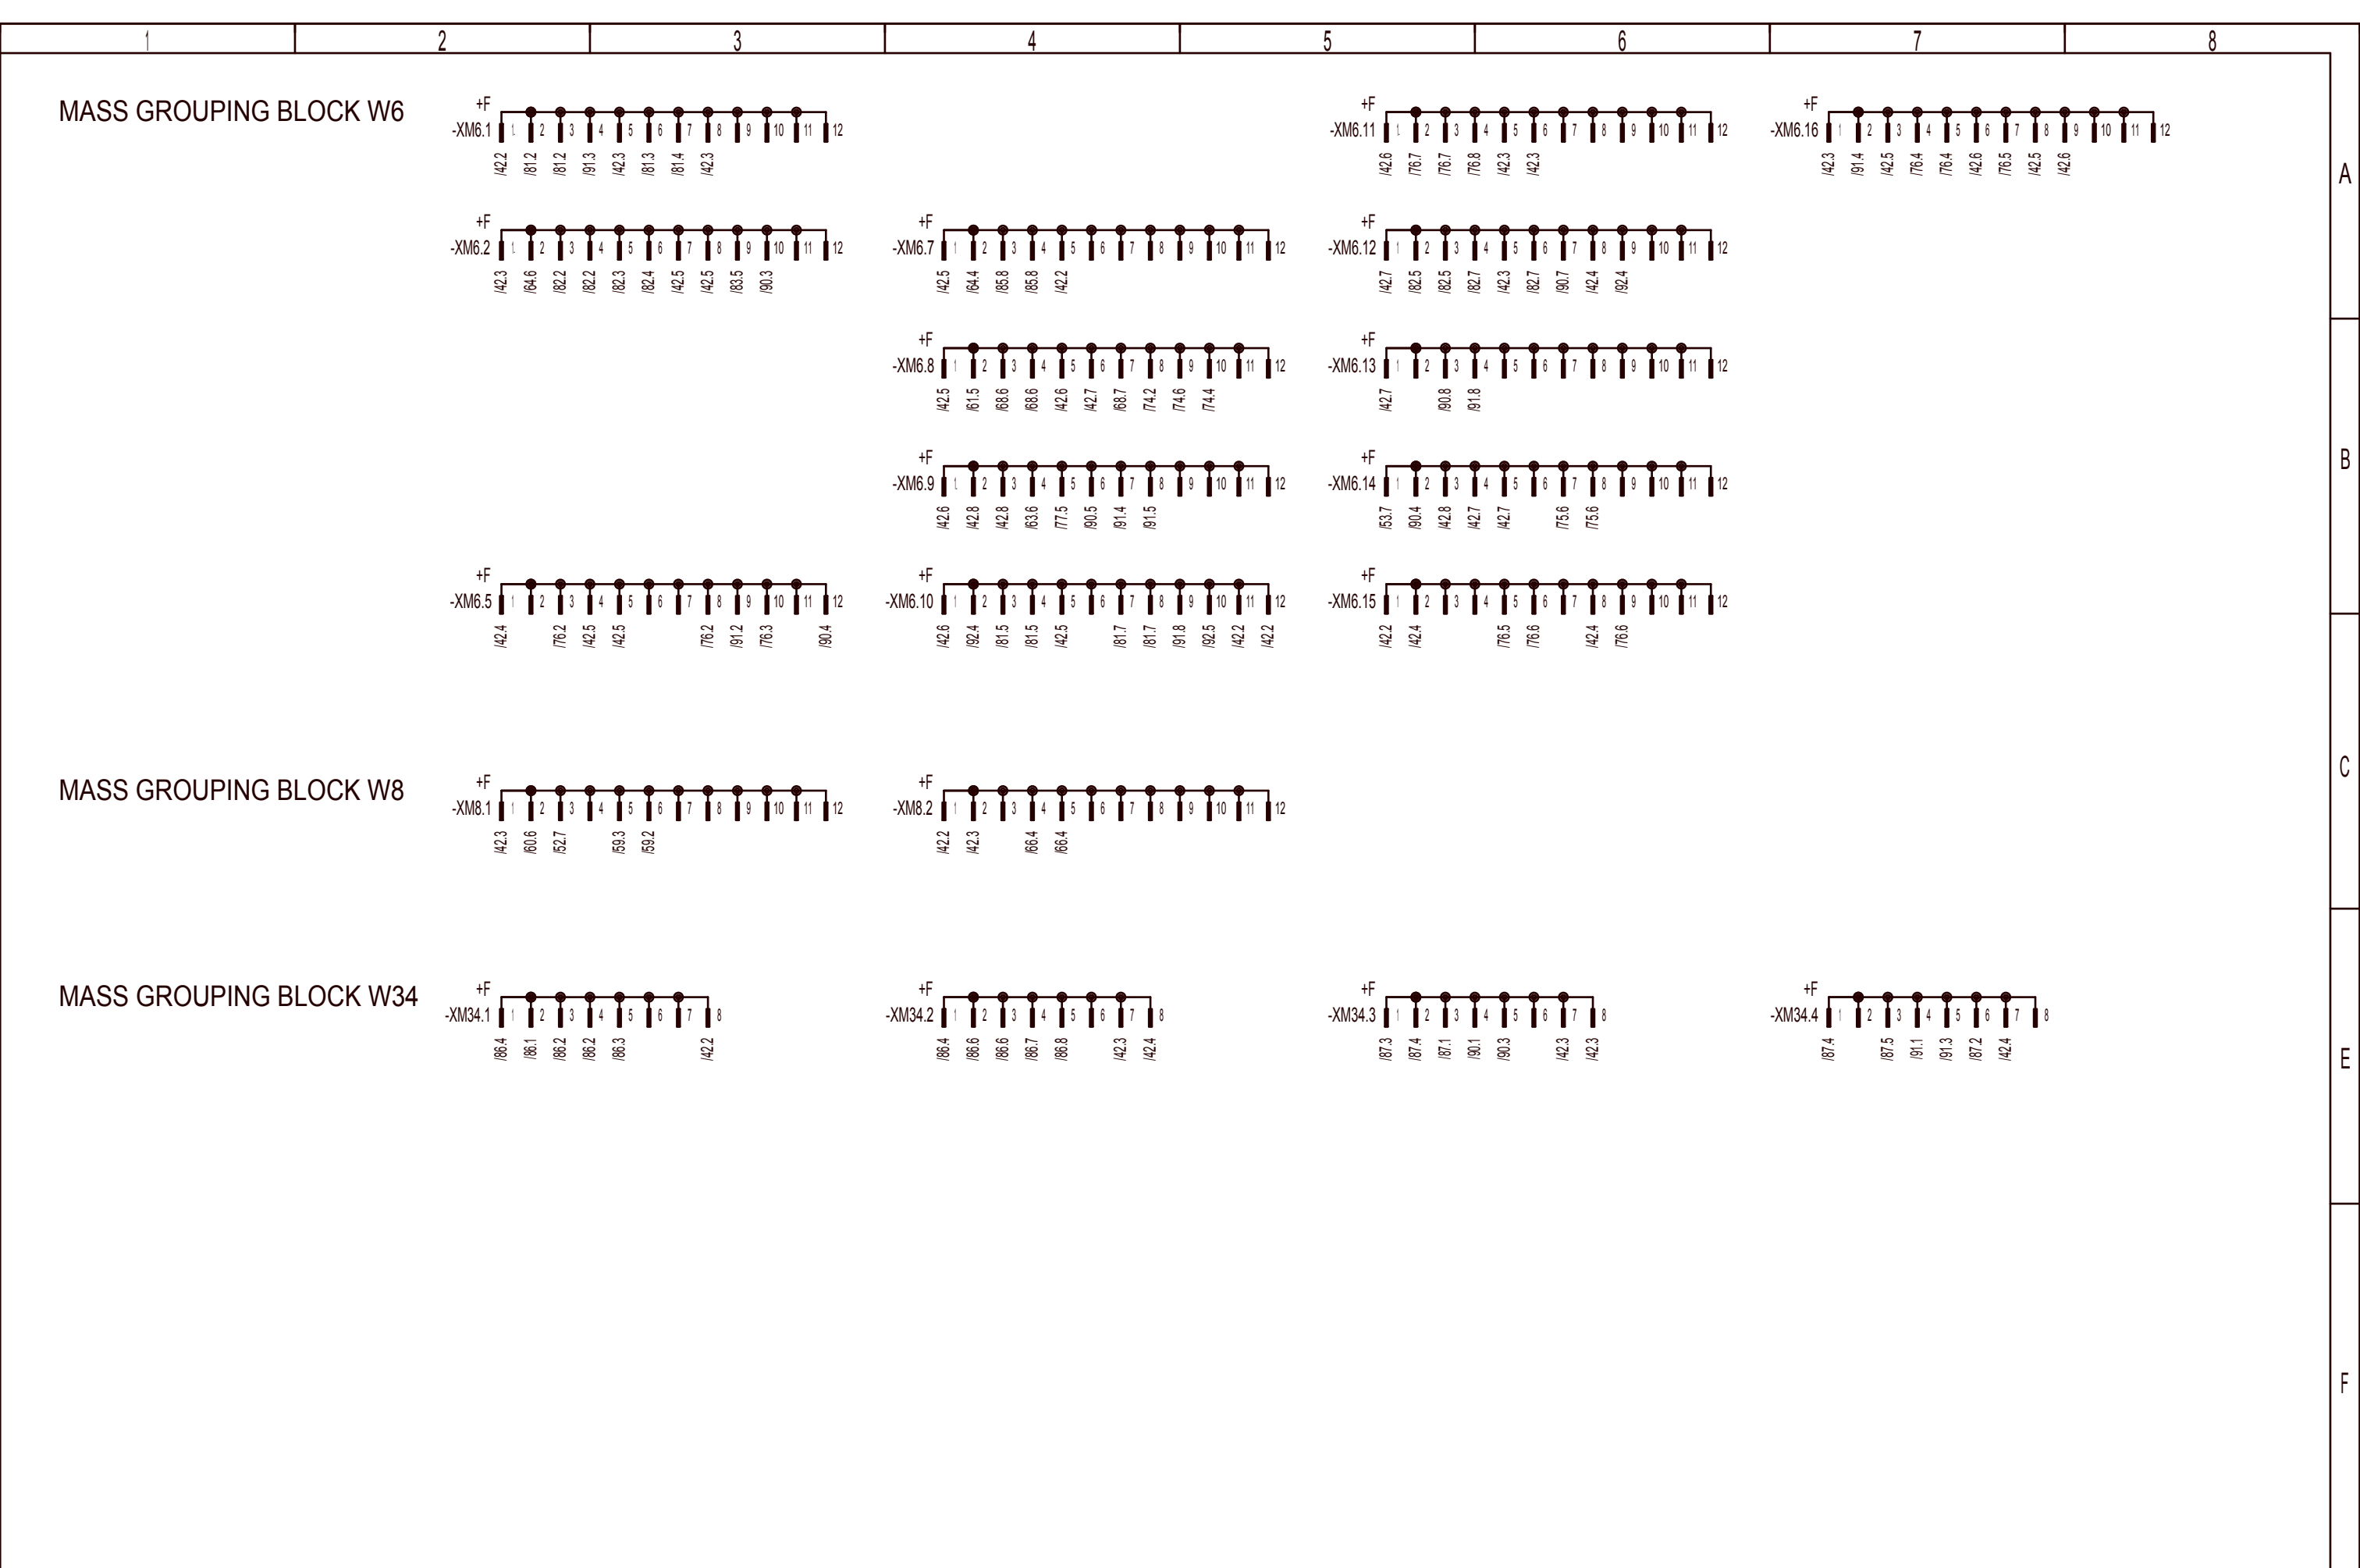 1 2 3 4 5 6 7 8
MASS GROUPING BLOCK W6
+F
-XM6.1 1 2 3 4 5 6 7 8 9 10 11 12
/42.2 /81.2 /81.2 /91.3 /42.3 /81.3 /81.4 /42.3
+F
-XM6.11 1 2 3 4 5 6 7 8 9 10 11 12
/42.6 /76.7 /76.7 /76.8 /42.3 /42.3
+F
-XM6.16 1 2 3 4 5 6 7 8 9 10 11 12
/42.3 /91.4 /42.5 /76.4 /76.4 /42.6 /76.5 /42.5 /42.6
A
+F
-XM6.2 1 2 3 4 5 6 7 8 9 10 11 12
/42.3 /64.6 /82.2 /82.2 /82.3 /82.4 /42.5 /42.5 /83.5 /90.3
+F
-XM6.7 1 2 3 4 5 6 7 8 9 10 11 12
/42.5 /64.4 /85.8 /85.8 /42.2
+F
-XM6.12 1 2 3 4 5 6 7 8 9 10 11 12
/42.7 /82.5 /82.5 /82.7 /42.3 /82.7 /90.7 /42.4 /92.4
+F
-XM6.8 1 2 3 4 5 6 7 8 9 10 11 12
/42.5 /61.5 /68.6 /68.6 /42.6 /42.7 /68.7 /74.2 /74.6 /74.4
+F
-XM6.13 1 2 3 4 5 6 7 8 9 10 11 12
/42.7 /90.8 /91.8
B
+F
-XM6.9 1 2 3 4 5 6 7 8 9 10 11 12
/42.6 /42.8 /42.8 /63.6 /77.5 /90.5 /91.4 /91.5
+F
-XM6.14 1 2 3 4 5 6 7 8 9 10 11 12
/53.7 /90.4 /42.8 /42.7 /42.7 /75.6 /75.6
+F
-XM6.5 1 2 3 4 5 6 7 8 9 10 11 12
/42.4 /76.2 /42.5 /42.5 /76.2 /91.2 /76.3 /90.4
+F
-XM6.10 1 2 3 4 5 6 7 8 9 10 11 12
/42.6 /92.4 /81.5 /81.5 /42.5 /81.7 /81.7 /91.8 /92.5 /42.2 /42.2
+F
-XM6.15 1 2 3 4 5 6 7 8 9 10 11 12
/42.2 /42.4 /76.5 /76.6 /42.4 /76.6
C
MASS GROUPING BLOCK W8
+F
-XM8.1 1 2 3 4 5 6 7 8 9 10 11 12
/42.3 /60.6 /52.7 /59.3 /59.2
+F
-XM8.2 1 2 3 4 5 6 7 8 9 10 11 12
/42.2 /42.3 /66.4 /66.4
MASS GROUPING BLOCK W34
+F
-XM34.1 1 2 3 4 5 6 7 8
/86.4 /86.1 /86.2 /86.2 /86.3 /42.2
+F
-XM34.2 1 2 3 4 5 6 7 8
/86.4 /86.6 /86.6 /86.7 /86.8 /42.3 /42.4
+F
-XM34.3 1 2 3 4 5 6 7 8
/87.3 /87.4 /87.1 /90.1 /90.3 /42.3 /42.3
+F
-XM34.4 1 2 3 4 5 6 7 8
/87.4 /87.5 /91.1 /91.3 /87.2 /42.4
E
F